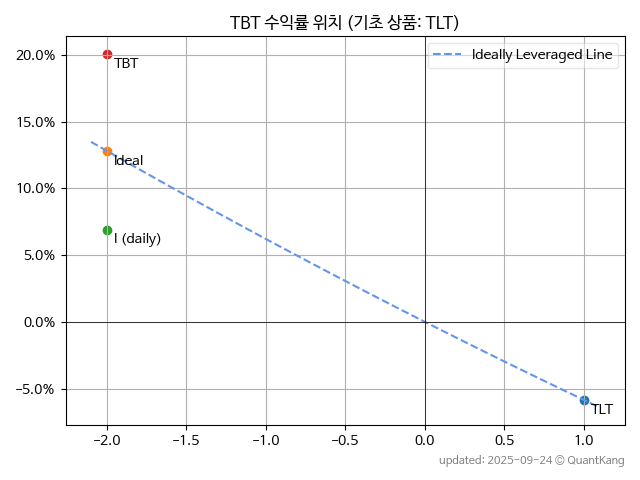 TBT 수익률 위치 (기초 상품: TLT)
Ideally Leveraged Line
20.0%
15.0%
10.0%
5.0%
0.0%
−5.0%
TBT
Ideal
I (daily)
TLT
−2.0 −1.5 −1.0 −0.5 0.0 0.5 1.0
updated: 2025-09-24 © QuantKang